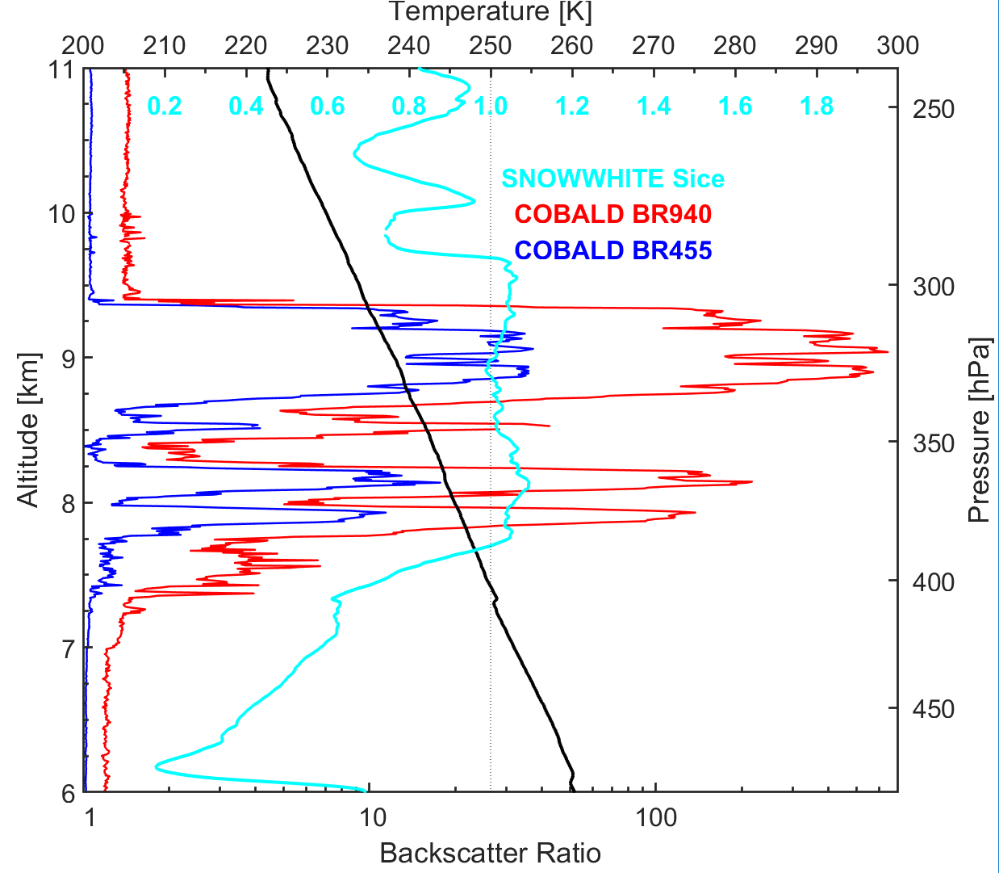 Temperature [K]
200 210 220 230 240 250 260 270 280 290 300
0.2 0.4 0.6 0.8 1.0 1.2 1.4 1.6 1.8
SNOWWHITE Sice
COBALD BR940
COBALD BR455
11
10
9
8
7
6
Altitude [km]
250
300
350
400
450
Pressure [hPa]
1 10 100
Backscatter Ratio